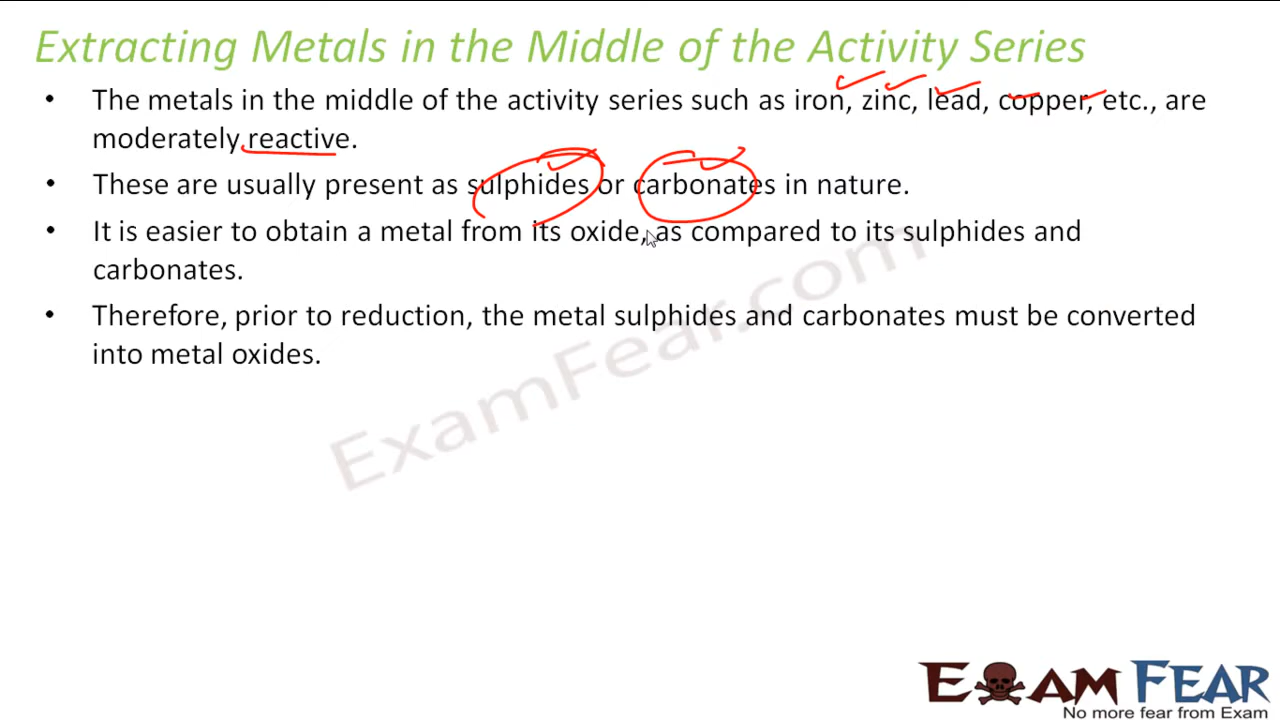 Extracting Metals in the Middle of the Activity Series
• The metals in the middle of the activity series such as iron, zinc, lead, copper, etc., are
moderately reactive.
• These are usually present as sulphides or carbonates in nature.
• It is easier to obtain a metal from its oxide, as compared to its sulphides and
carbonates.
• Therefore, prior to reduction, the metal sulphides and carbonates must be converted
into metal oxides.
ExamFear.com
EXAM FEAR
No more fear from Exam